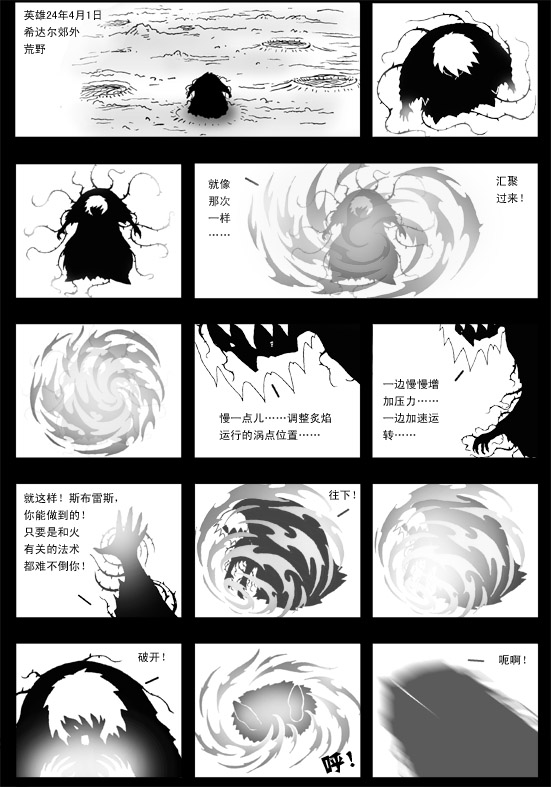 英雄24年4月1日
希达尔郊外
荒野
就像
那次
一样
……
汇聚
过来！
慢一点儿……调整炙焰
运行的涡点位置……
一边慢慢增
加压力……
一边加速运
转……
就这样！斯布雷斯，
你能做到的！
只要是和火
有关的法术
都难不倒你！
往下！
破开！
呼！
呃啊！